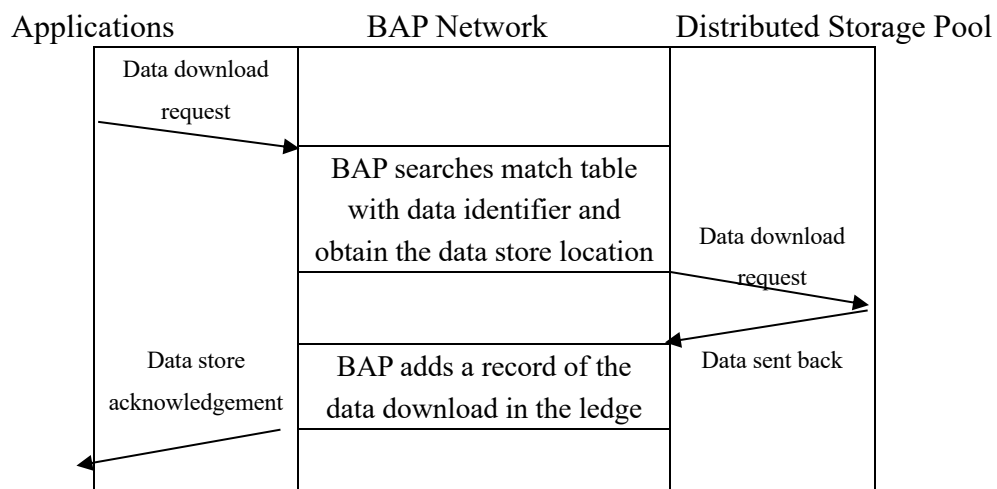 Applications
BAP Network
Distributed Storage Pool
Data download
request
BAP searches match table
with data identifier and
obtain the data store location
Data download
request
Data sent back
BAP adds a record of the
data download in the ledge
Data store
acknowledgement